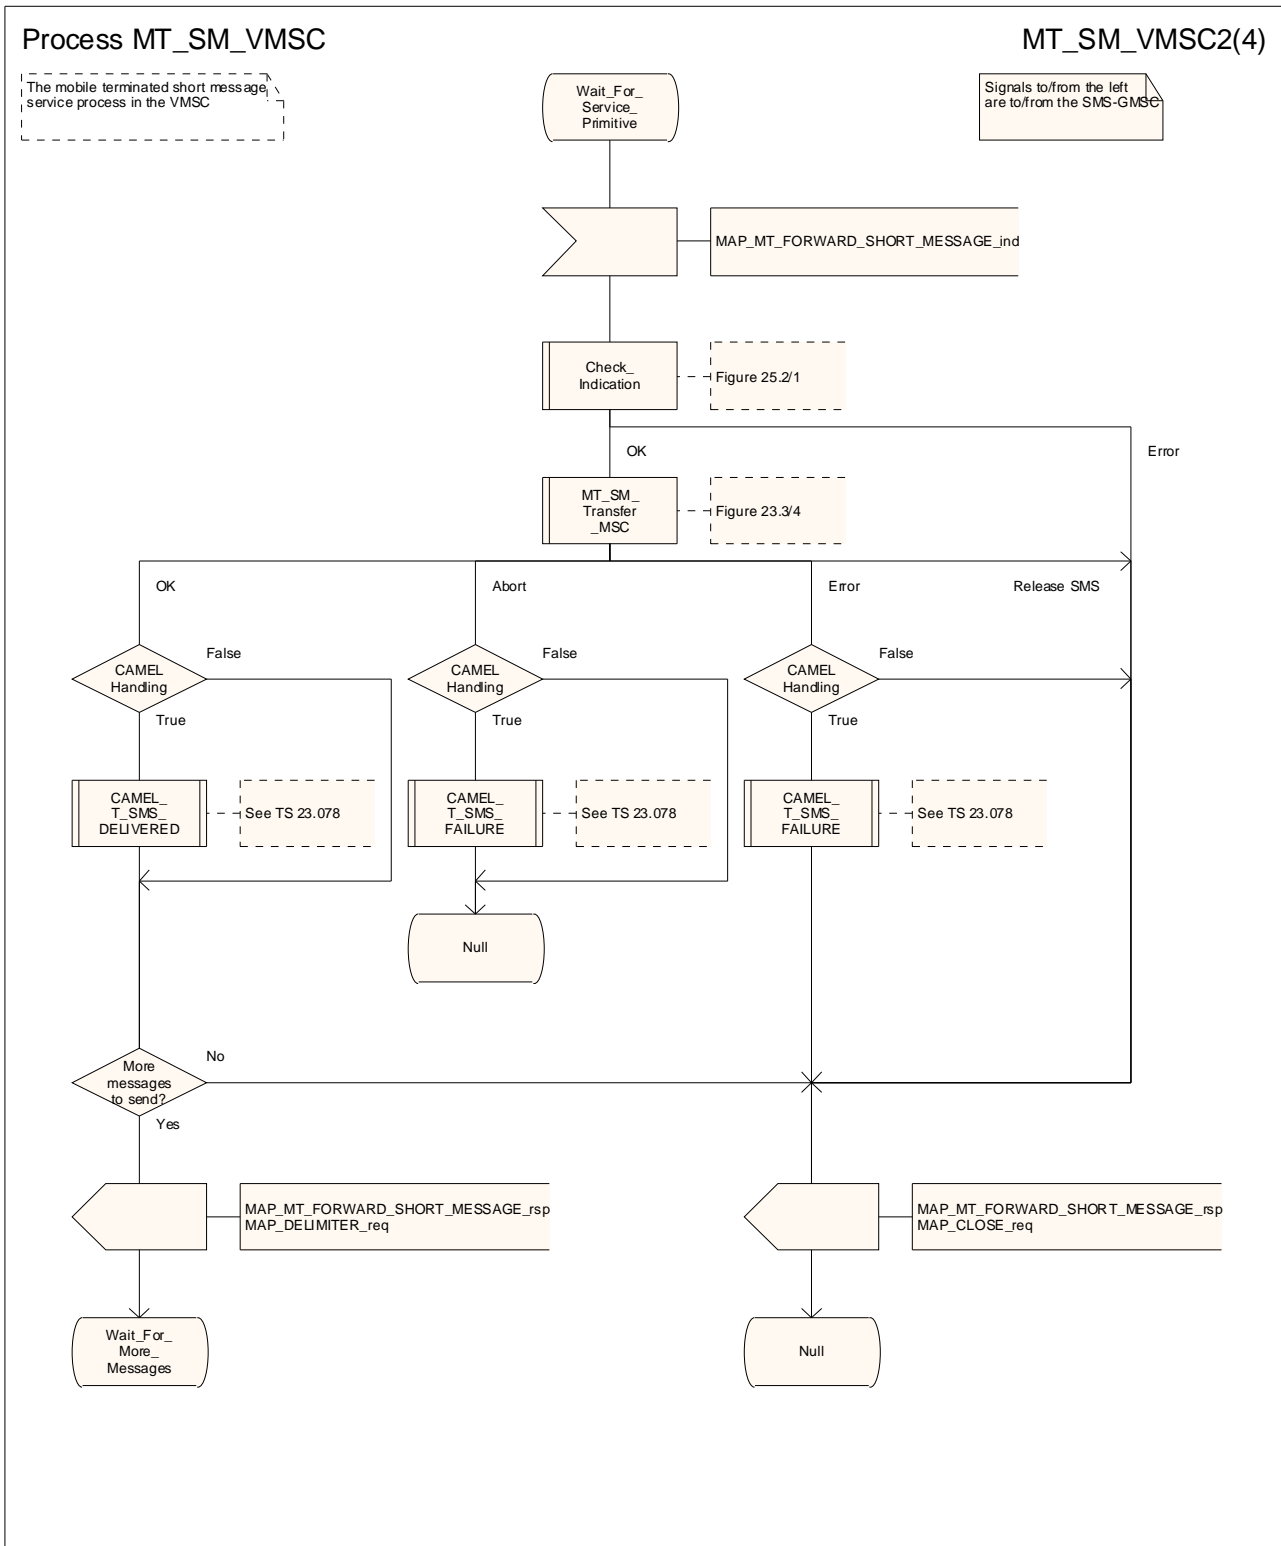 Process MT_SM_VMSC
MT_SM_VMSC2(4)
The mobile terminated short message
service process in the VMSC
Wait_For_
Service_
Primitive
Signals to/from the left
are to/from the SMS-GMSC
MAP_MT_FORWARD_SHORT_MESSAGE_ind
Check_
Indication
Figure 25.2/1
OK
Error
MT_SM_
Transfer
_MSC
Figure 23.3/4
OK
Abort
Error
Release SMS
CAMEL
Handling
False
True
CAMEL
Handling
False
True
CAMEL
Handling
False
True
CAMEL_
T_SMS_
DELIVERED
See TS 23.078
CAMEL_
T_SMS_
FAILURE
See TS 23.078
CAMEL_
T_SMS_
FAILURE
See TS 23.078
Null
More
messages
to send?
No
Yes
MAP_MT_FORWARD_SHORT_MESSAGE_rsp
MAP_DELIMITER_req
MAP_MT_FORWARD_SHORT_MESSAGE_rsp
MAP_CLOSE_req
Wait_For_
More_
Messages
Null